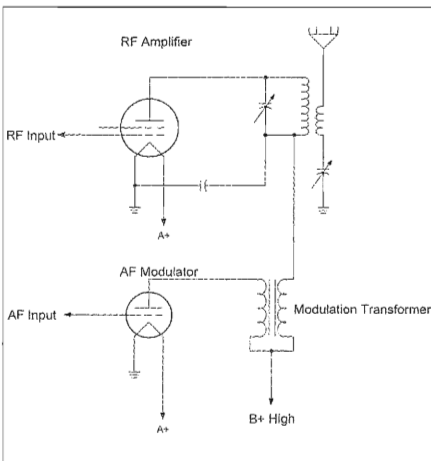 RF Amplifier
RF Input
A+
AF Modulator
AF Input
Modulation Transformer
A+
B+ High